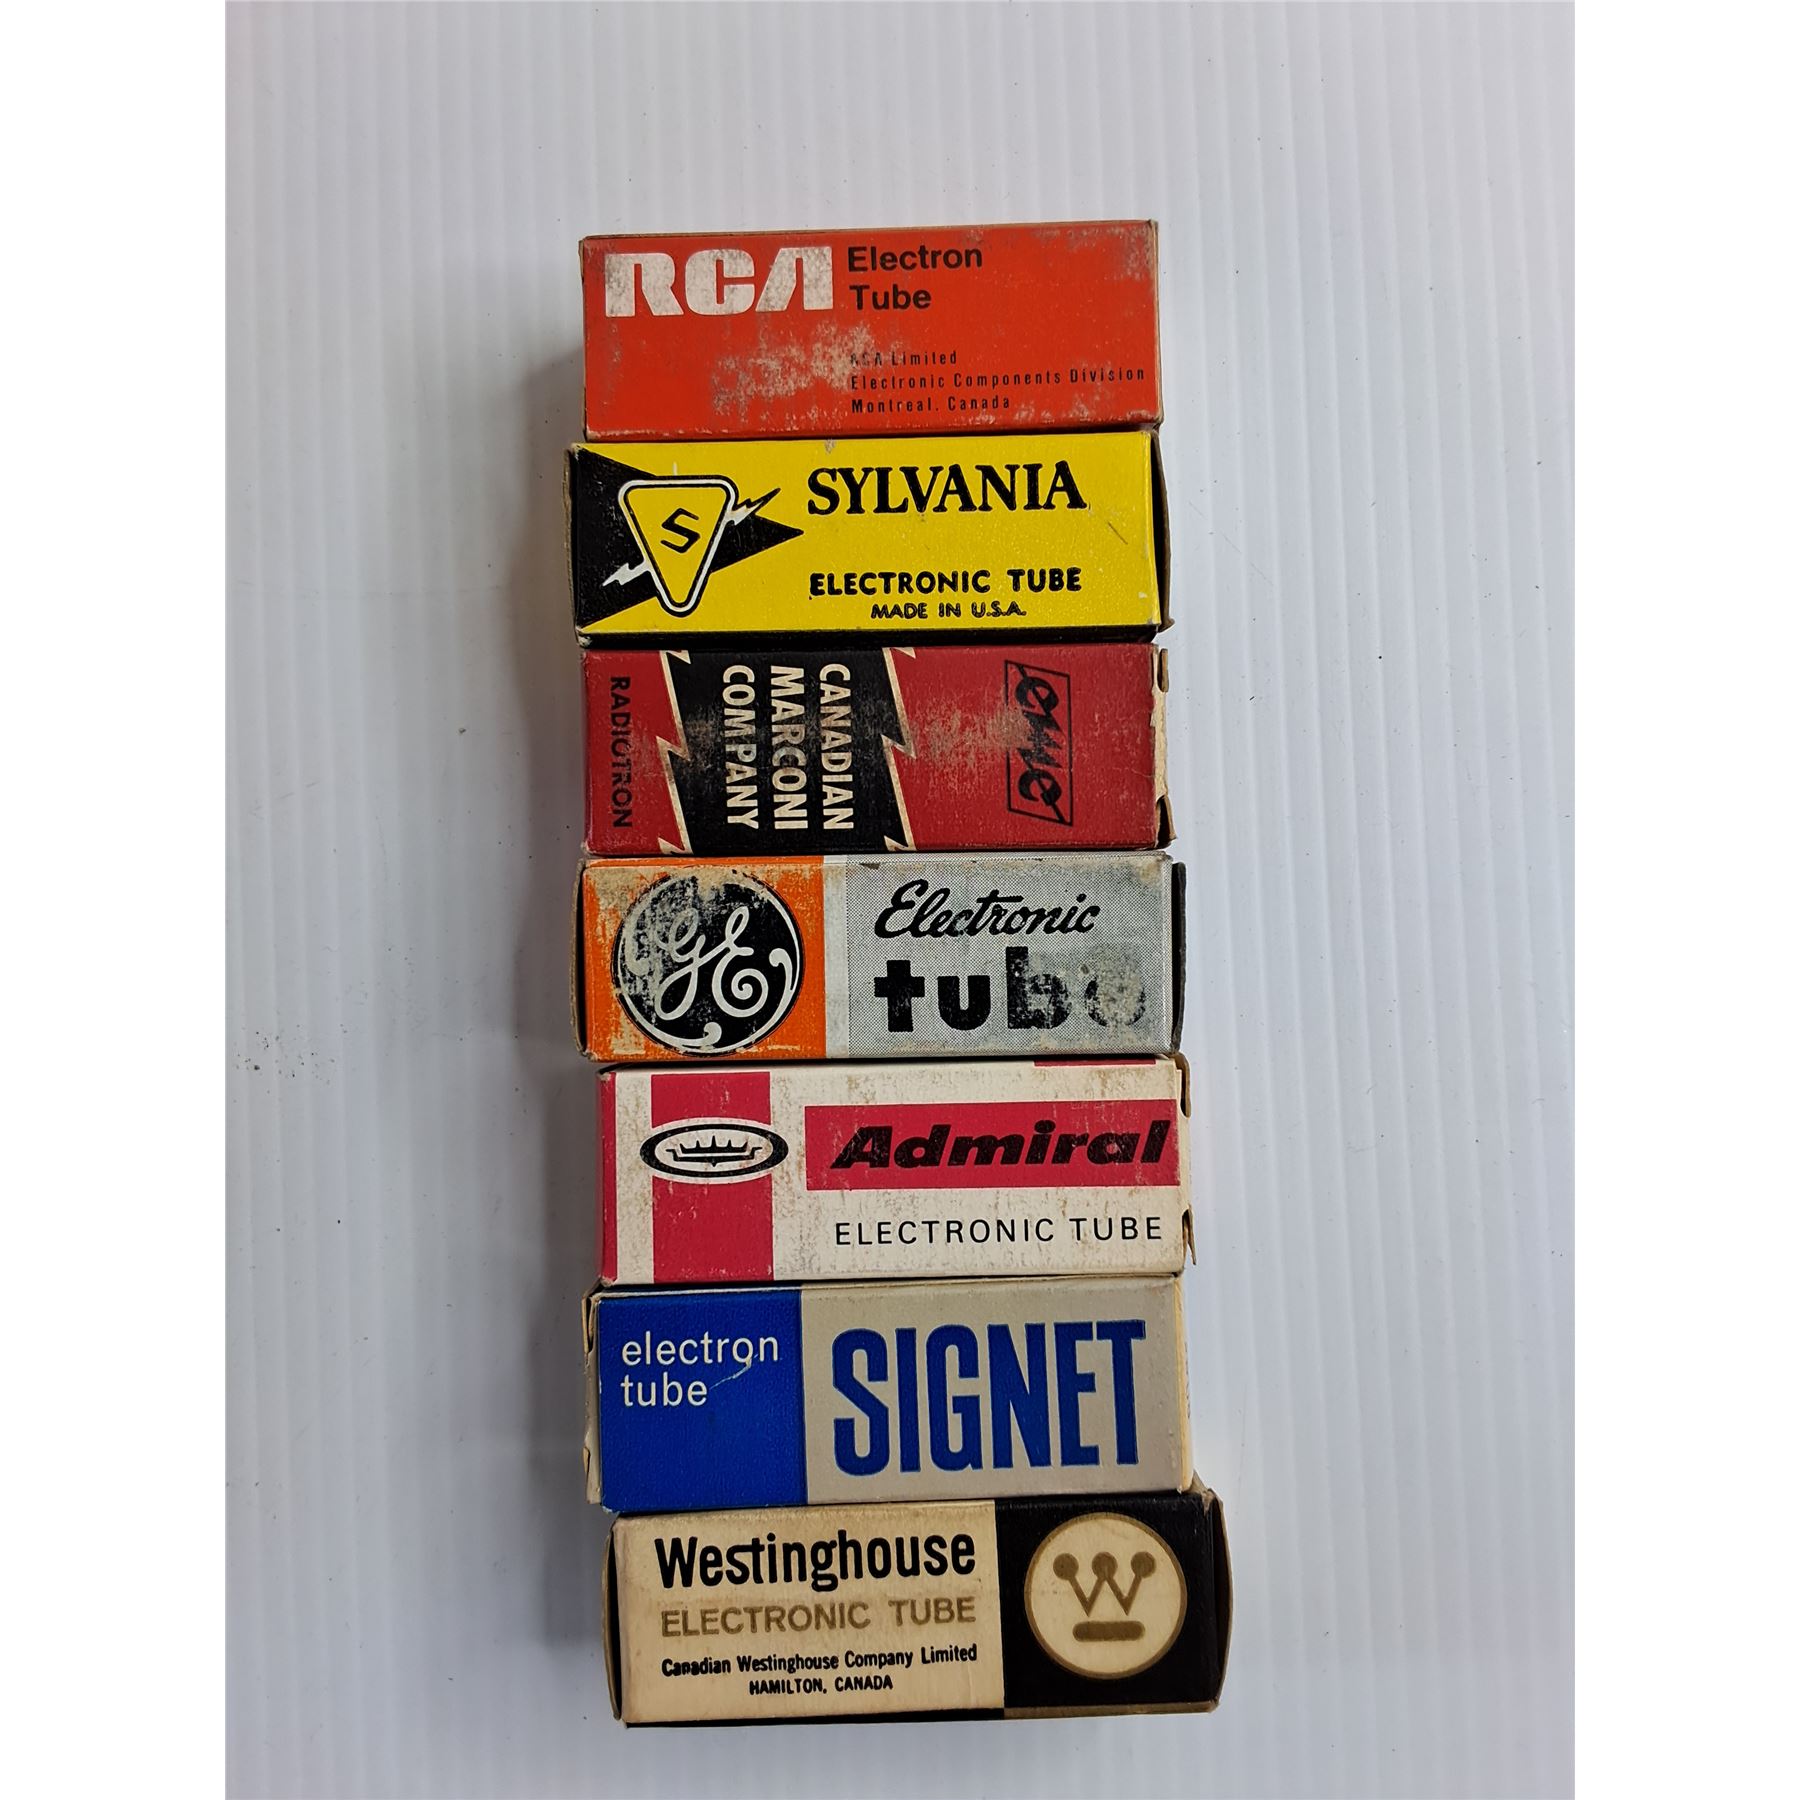 RCA Electron
Tube
RCA Limited
Electronic Components Division
Montreal, Canada
S
SYLVANIA
ELECTRONIC TUBE
MADE IN U.S.A.
CANADIAN
MARCONI
COMPANY
RADIOTRON
GE
Electronic
tube
Admiral
ELECTRONIC TUBE
electron
tube
SIGNET
Westinghouse
ELECTRONIC TUBE
Canadian Westinghouse Company Limited
HAMILTON, CANADA
W